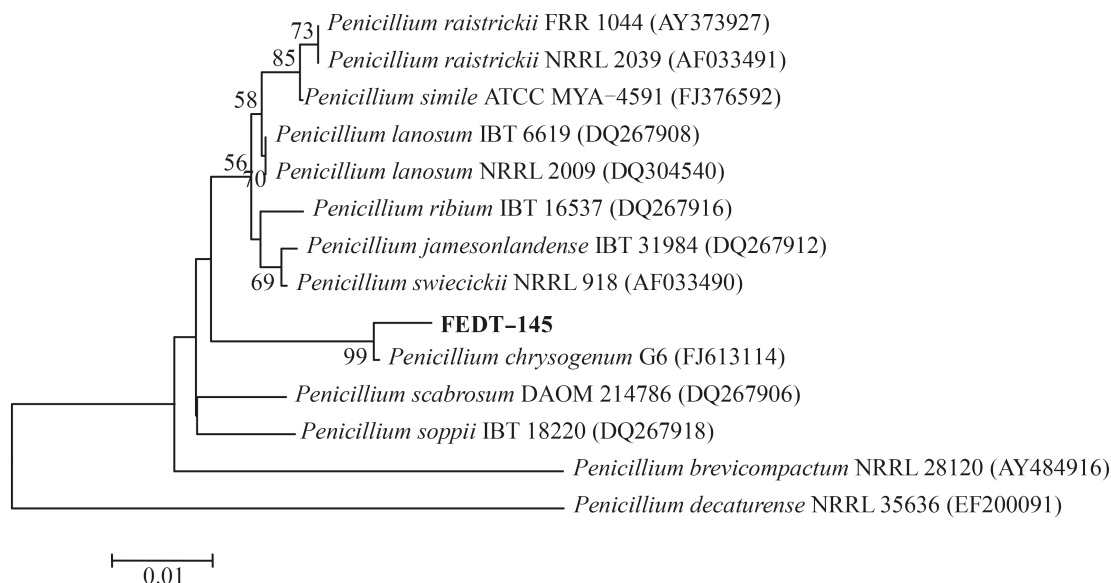 73
Penicillium raistrickii FRR 1044 (AY373927)
85
Penicillium raistrickii NRRL 2039 (AF033491)
58
Penicillium simile ATCC MYA-4591 (FJ376592)
Penicillium lanosum IBT 6619 (DQ267908)
56
70
Penicillium lanosum NRRL 2009 (DQ304540)
Penicillium ribium IBT 16537 (DQ267916)
Penicillium jamesonlandense IBT 31984 (DQ267912)
69
Penicillium swiecickii NRRL 918 (AF033490)
FEDT-145
99
Penicillium chrysogenum G6 (FJ613114)
Penicillium scabrosum DAOM 214786 (DQ267906)
Penicillium soppii IBT 18220 (DQ267918)
Penicillium brevicompactum NRRL 28120 (AY484916)
Penicillium decaturense NRRL 35636 (EF200091)
0.01